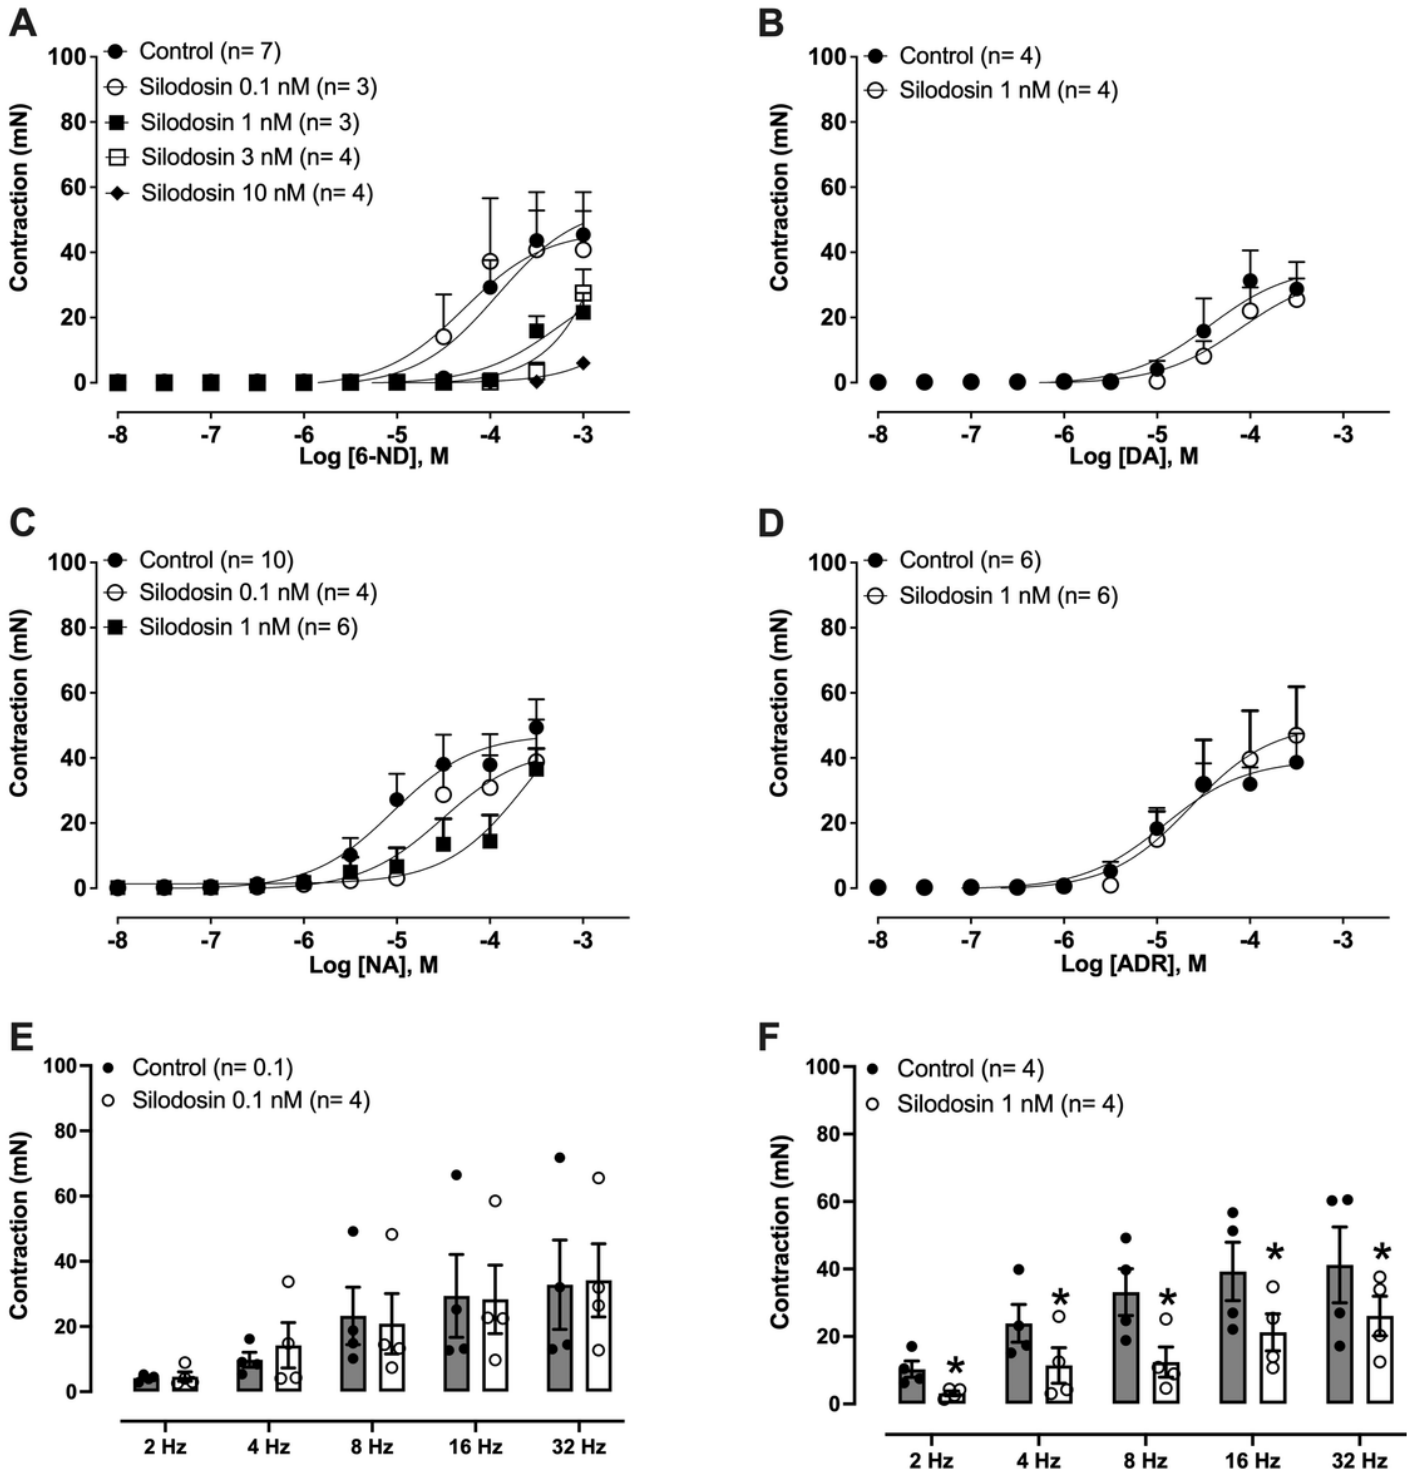 A
Control (n= 7)
Silodosin 0.1 nM (n= 3)
Silodosin 1 nM (n= 3)
Silodosin 3 nM (n= 4)
Silodosin 10 nM (n= 4)
Contraction (mN)
100
80
60
40
20
0
-8 -7 -6 -5 -4 -3
Log [6-ND], M
B
Control (n= 4)
Silodosin 1 nM (n= 4)
Contraction (mN)
100
80
60
40
20
0
-8 -7 -6 -5 -4 -3
Log [DA], M
C
Control (n= 10)
Silodosin 0.1 nM (n= 4)
Silodosin 1 nM (n= 6)
Contraction (mN)
100
80
60
40
20
0
-8 -7 -6 -5 -4 -3
Log [NA], M
D
Control (n= 6)
Silodosin 1 nM (n= 6)
Contraction (mN)
100
80
60
40
20
0
-8 -7 -6 -5 -4 -3
Log [ADR], M
E
Control (n= 0.1)
Silodosin 0.1 nM (n= 4)
Contraction (mN)
100
80
60
40
20
0
2 Hz 4 Hz 8 Hz 16 Hz 32 Hz
F
Control (n= 4)
Silodosin 1 nM (n= 4)
Contraction (mN)
100
80
60
40
20
0
* * * * *
2 Hz 4 Hz 8 Hz 16 Hz 32 Hz